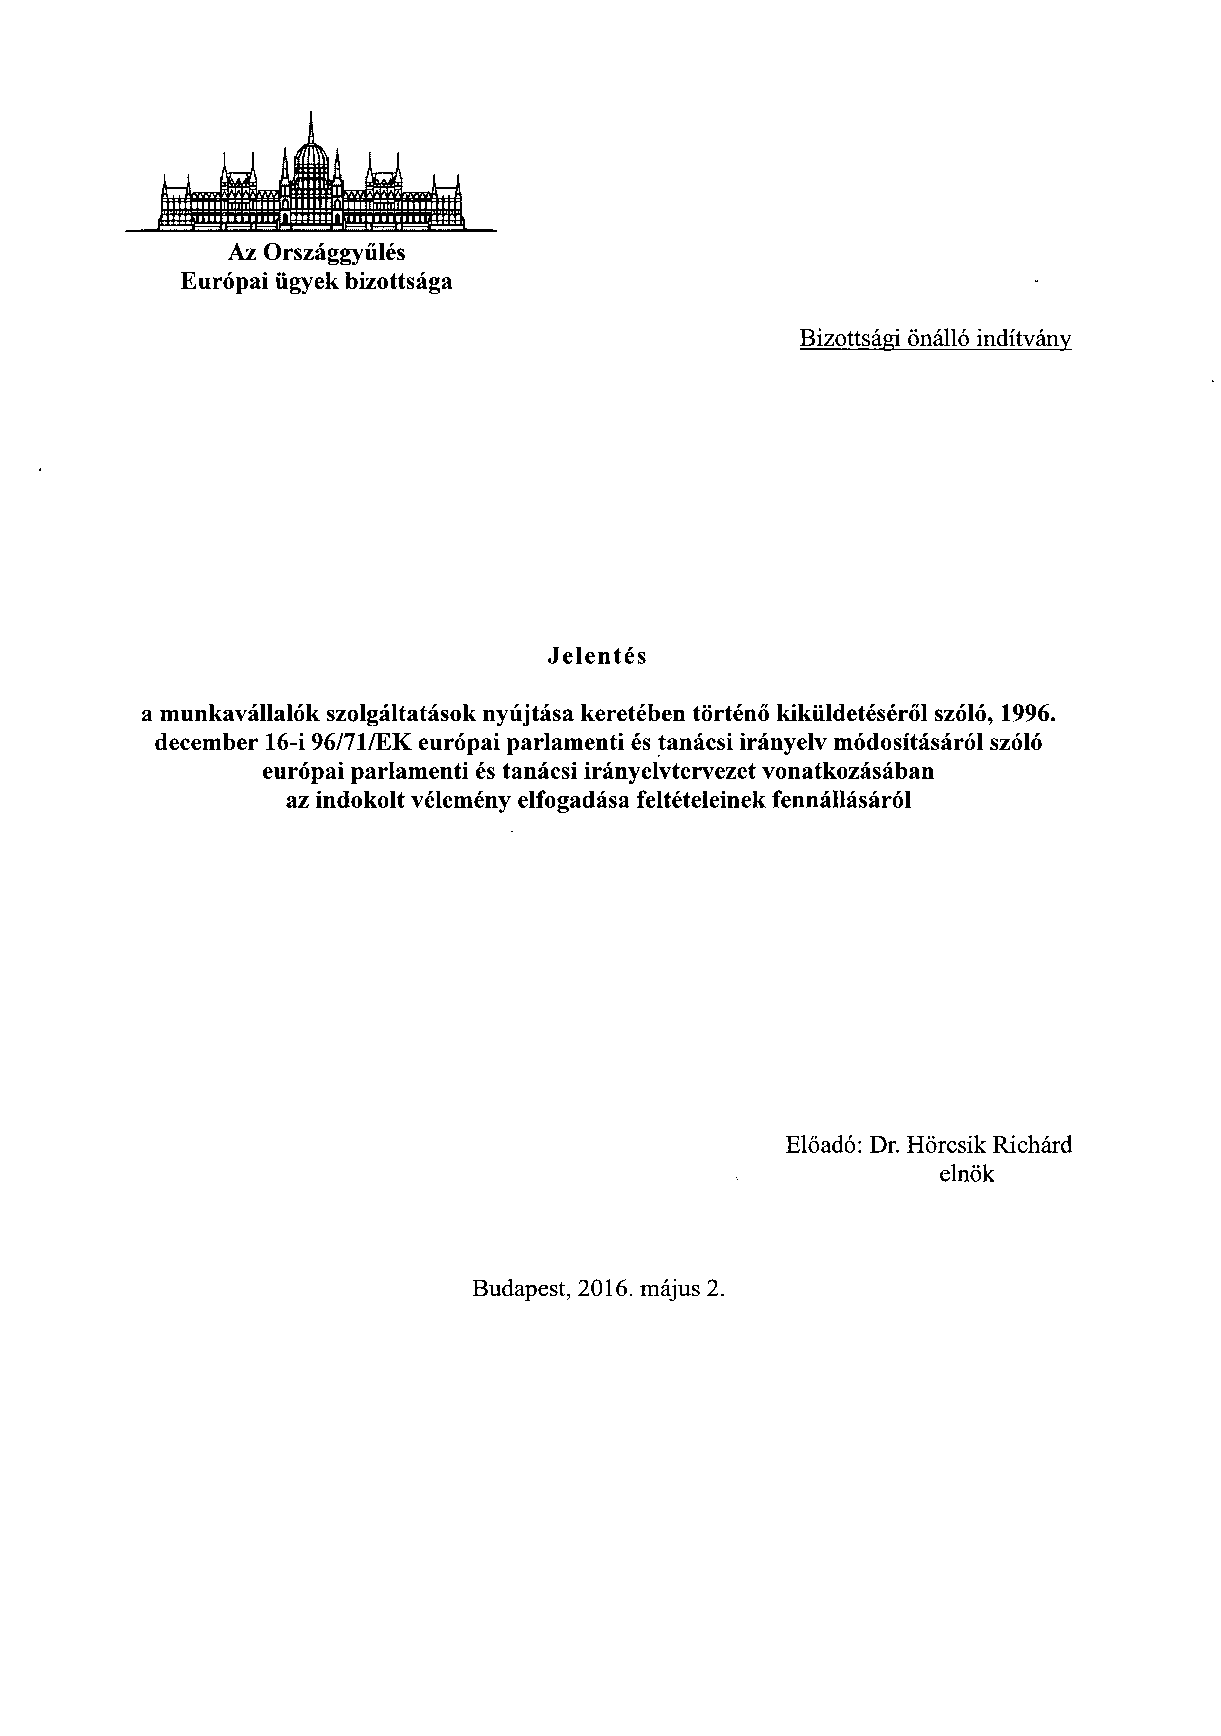 Az Országgyűlés
Európai ügyek bizottsága
Bizottsági önálló indítvány
Jelentés
a munkavállalók szolgáltatások nyújtása keretében történő kiküldetéséről szóló, 1996.
december 16-i 96/71/EK európai parlamenti és tanácsi irányelv módosításáról szóló
európai parlamenti és tanácsi irányelvtervezet vonatkozásában
az indokolt vélemény elfogadása feltételeinek fennállásáról
Előadó: Dr. Hörcsik Richárd
elnök
Budapest, 2016. május 2.